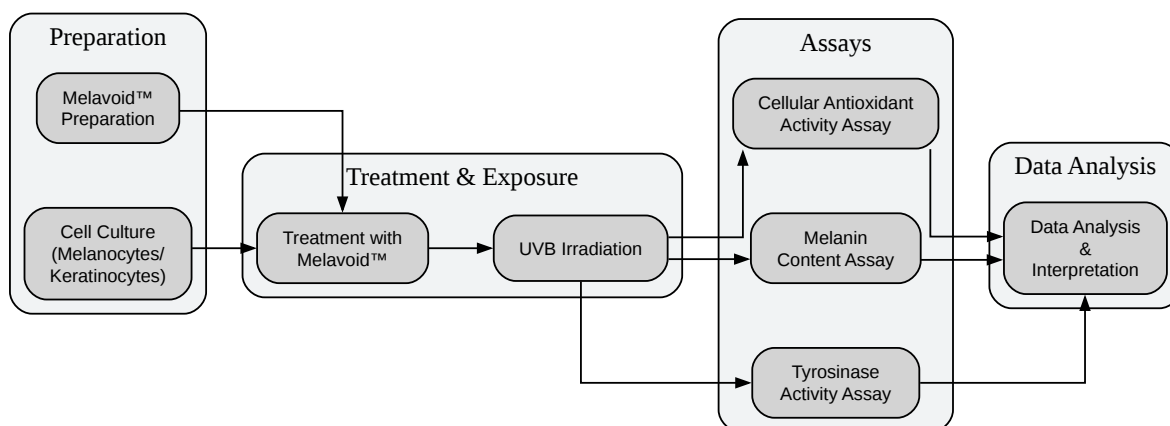 Preparation
Melavoid™
Preparation
Cell Culture
(Melanocytes/
Keratinocytes)
Treatment & Exposure
Treatment with
Melavoid™
UVB Irradiation
Assays
Cellular Antioxidant
Activity Assay
Melanin
Content Assay
Tyrosinase
Activity Assay
Data Analysis
Data Analysis
&
Interpretation